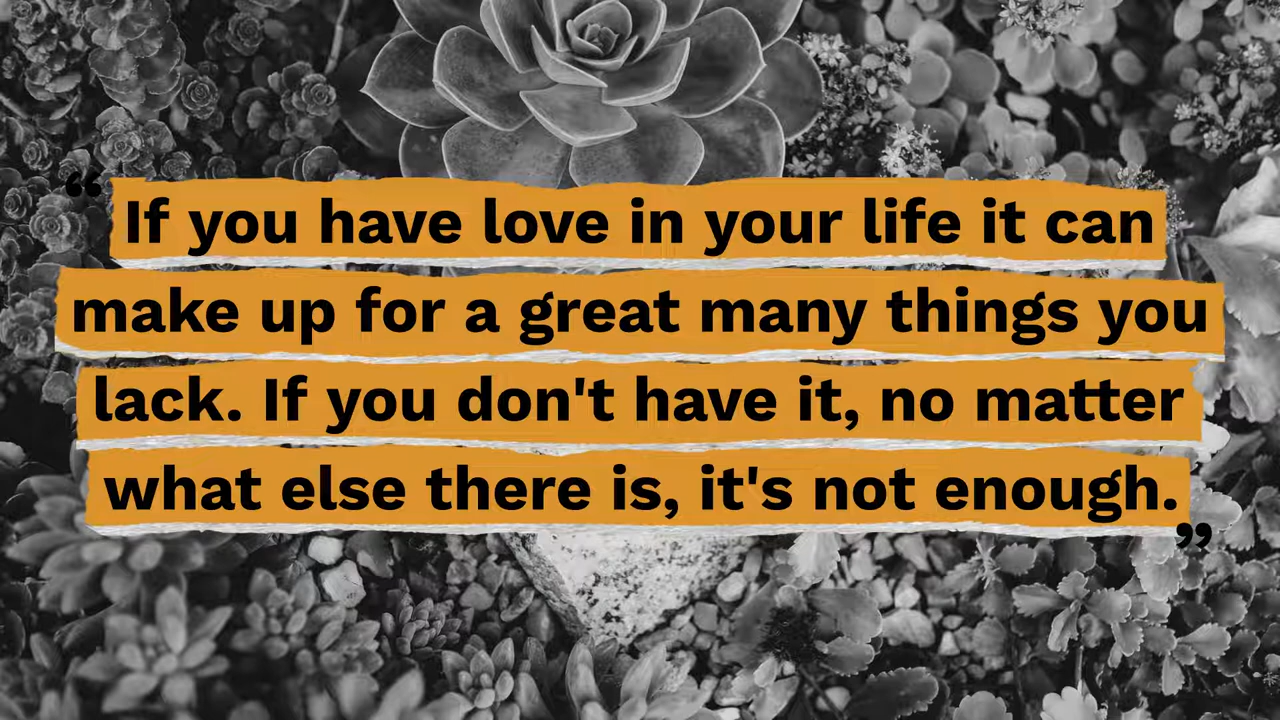 “If you have love in your life it can
make up for a great many things you
lack. If you don't have it, no matter
what else there is, it's not enough.”